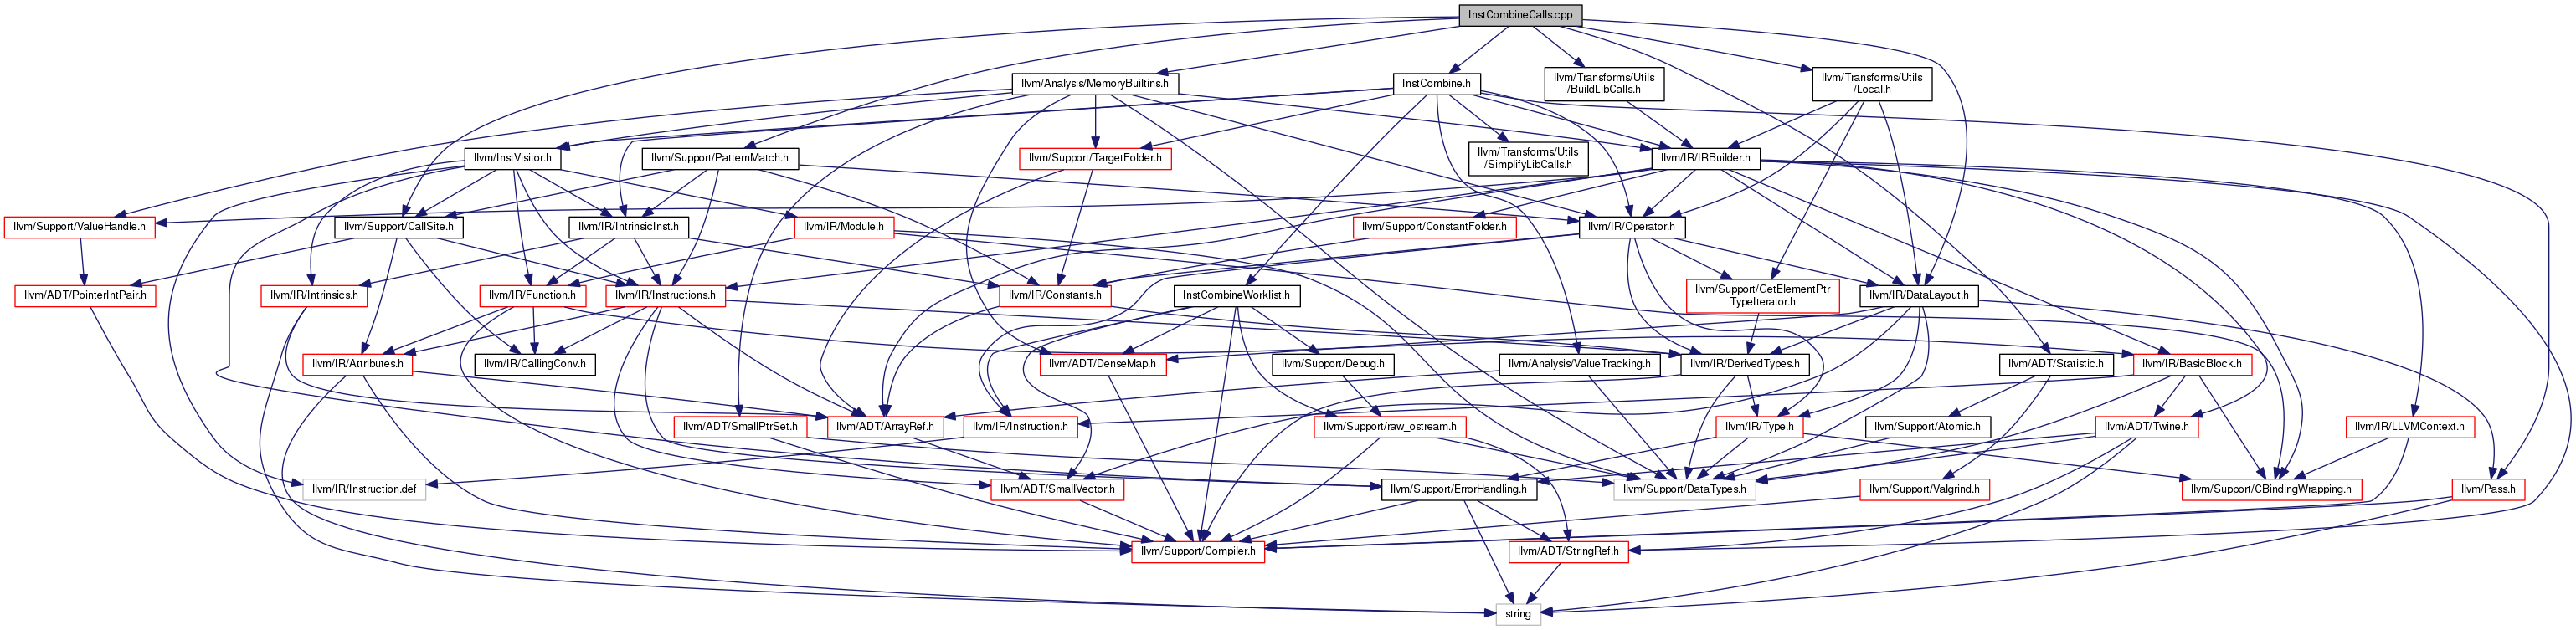 InstCombineCalls.cpp
llvm/Analysis/MemoryBuiltins.h
InstCombine.h
llvm/Transforms/Utils
/BuildLibCalls.h
llvm/Transforms/Utils
/Local.h
llvm/InstVisitor.h
llvm/Support/PatternMatch.h
llvm/Support/TargetFolder.h
llvm/Transforms/Utils
/SimplifyLibCalls.h
llvm/IR/IRBuilder.h
llvm/Support/ValueHandle.h
llvm/Support/CallSite.h
llvm/IR/IntrinsicInst.h
llvm/IR/Module.h
llvm/Support/ConstantFolder.h
llvm/IR/Operator.h
llvm/ADT/PointerIntPair.h
llvm/IR/Intrinsics.h
llvm/IR/Function.h
llvm/IR/Instructions.h
llvm/IR/Constants.h
InstCombineWorklist.h
llvm/Support/GetElementPtr
TypeIterator.h
llvm/IR/DataLayout.h
llvm/IR/Attributes.h
llvm/IR/CallingConv.h
llvm/ADT/DenseMap.h
llvm/Support/Debug.h
llvm/Analysis/ValueTracking.h
llvm/IR/DerivedTypes.h
llvm/ADT/Statistic.h
llvm/IR/BasicBlock.h
llvm/ADT/SmallPtrSet.h
llvm/ADT/ArrayRef.h
llvm/IR/Instruction.h
llvm/Support/raw_ostream.h
llvm/IR/Type.h
llvm/Support/Atomic.h
llvm/ADT/Twine.h
llvm/IR/LLVMContext.h
llvm/IR/Instruction.def
llvm/ADT/SmallVector.h
llvm/Support/ErrorHandling.h
llvm/Support/DataTypes.h
llvm/Support/Valgrind.h
llvm/Support/CBindingWrapping.h
llvm/Pass.h
llvm/Support/Compiler.h
llvm/ADT/StringRef.h
string